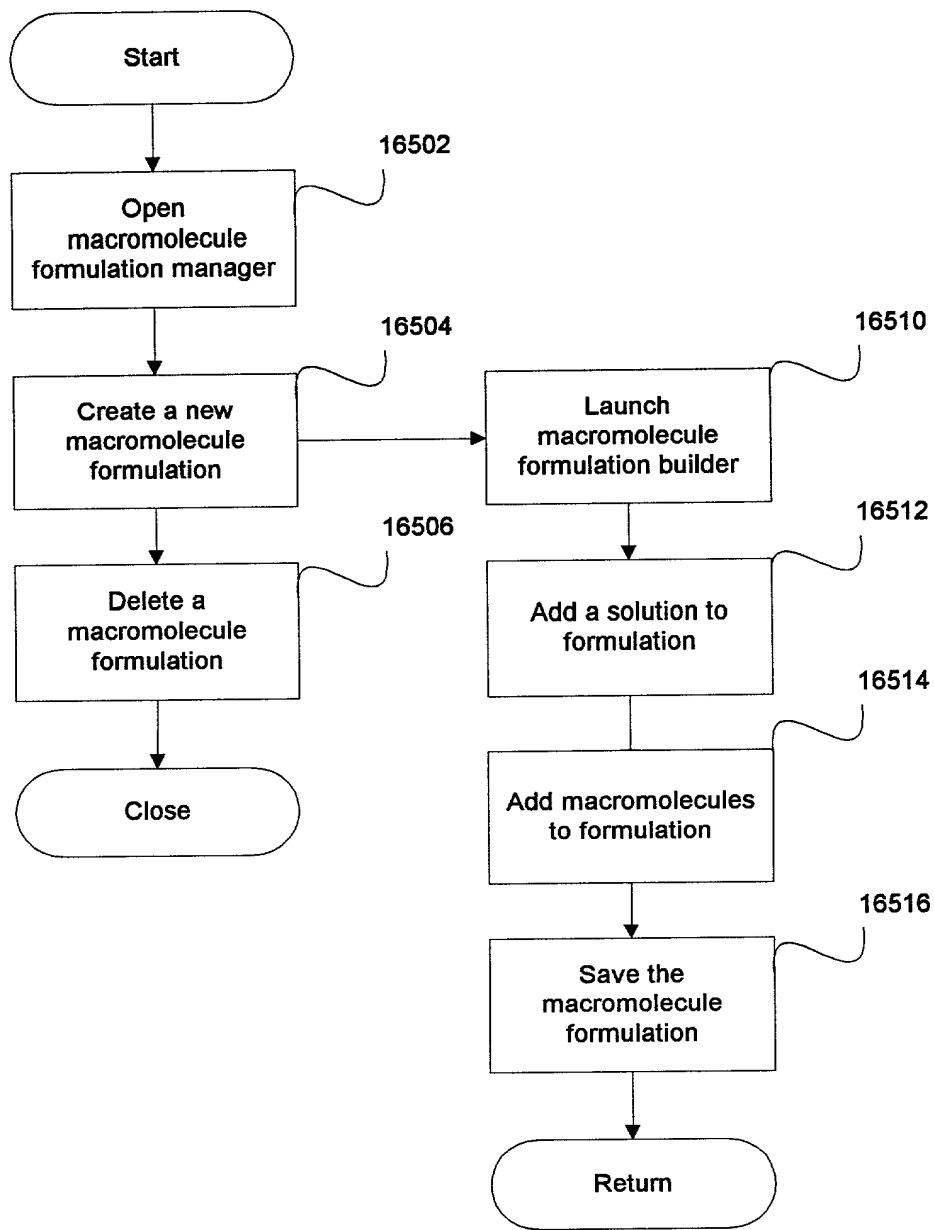 Start
16502
Open
macromolecule
formulation manager
16504
Create a new
macromolecule
formulation
16506
Delete a
macromolecule
formulation
Close
16510
Launch
macromolecule
formulation builder
16512
Add a solution to
formulation
16514
Add macromolecules
to formulation
16516
Save the
macromolecule
formulation
Return